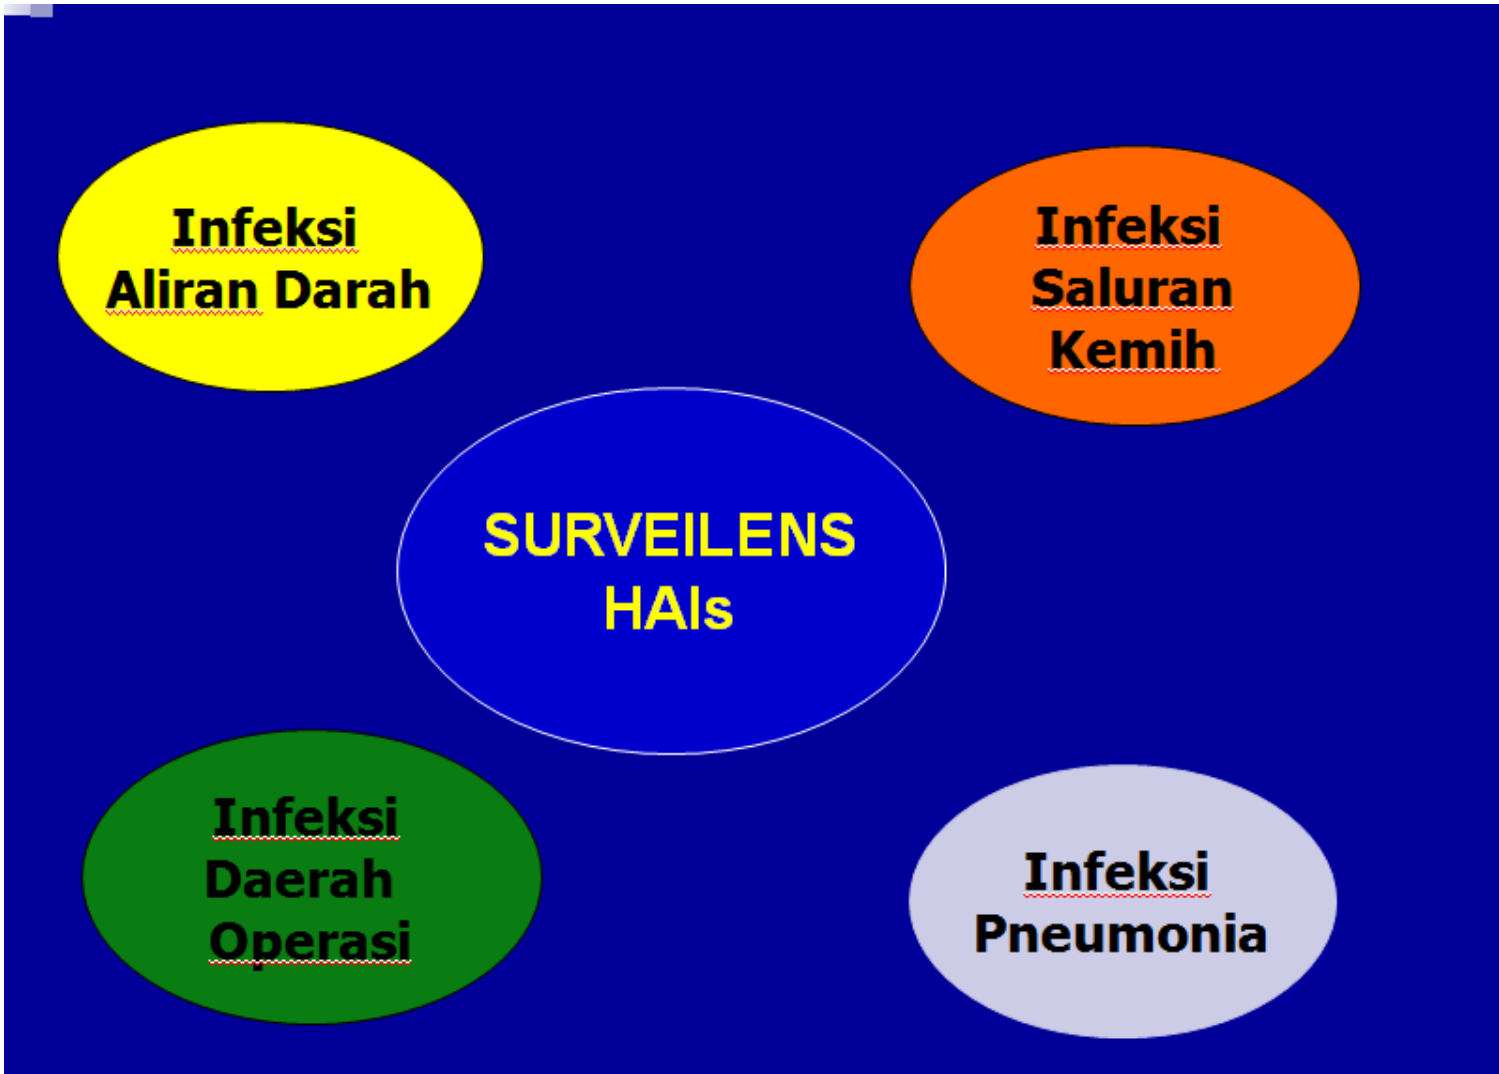 Infeksi
Aliran Darah
Infeksi
Saluran
Kemih
SURVEILENS
HAIs
Infeksi
Daerah
Operasi
Infeksi
Pneumonia